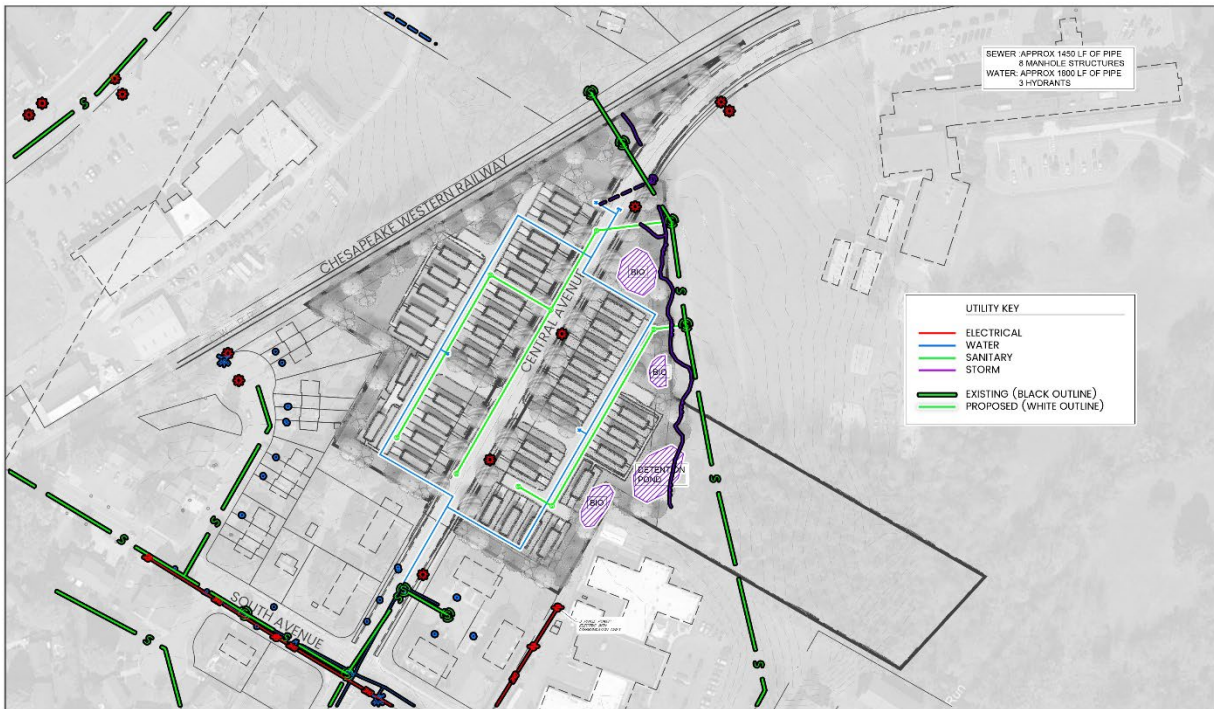 SEWER :APPROX 1450 LF OF PIPE
8 MANHOLE STRUCTURES
WATER: APPROX 1800 LF OF PIPE
3 HYDRANTS
S
CHESAPEAKE WESTERN RAILWAY
BIO
CENTRAL AVENUE
S
UTILITY KEY
ELECTRICAL
WATER
SANITARY
STORM
EXISTING (BLACK OUTLINE)
PROPOSED (WHITE OUTLINE)
BIO
S
DETENTION
POND
S
BIO
S
S
SOUTH AVENUE
S
S
S
Run